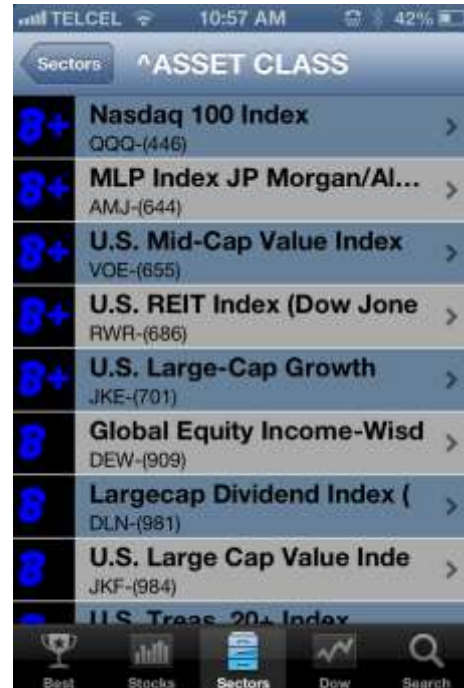 TELCEL 10:57 AM 42%
Sectors ^ASSET CLASS
B+ Nasdaq 100 Index
QQQ-(446)
B+ MLP Index JP Morgan/Al...
AMJ-(644)
B+ U.S. Mid-Cap Value Index
VOE-(655)
B+ U.S. REIT Index (Dow Jone
RWR-(686)
B+ U.S. Large-Cap Growth
JKE-(701)
B Global Equity Income-Wisd
DEW-(909)
B Largecap Dividend Index (
DLN-(981)
B U.S. Large Cap Value Inde
JKF-(984)
B U.S. Treas. 20+ Index
Best Stocks Sectors Dow Search